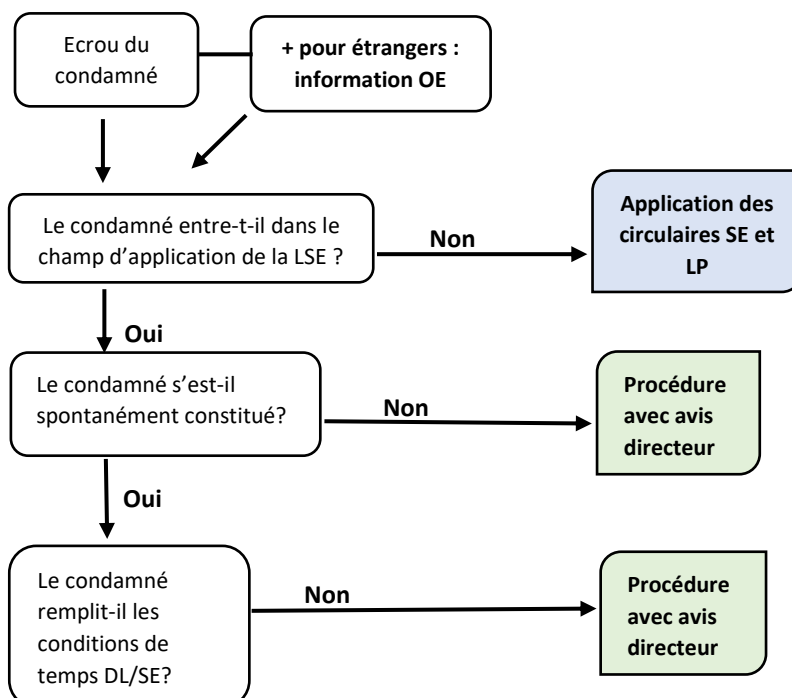 Ecrou du
condamné
+ pour étrangers :
information OE
Le condamné entre-t-il dans le
champ d’application de la LSE ?
Non
Application des
circulaires SE et
LP
Oui
Le condamné s’est-il
spontanément constitué?
Non
Procédure
avec avis
directeur
Oui
Le condamné
remplit-il les
conditions de
temps DL/SE?
Non
Procédure
avec avis
directeur